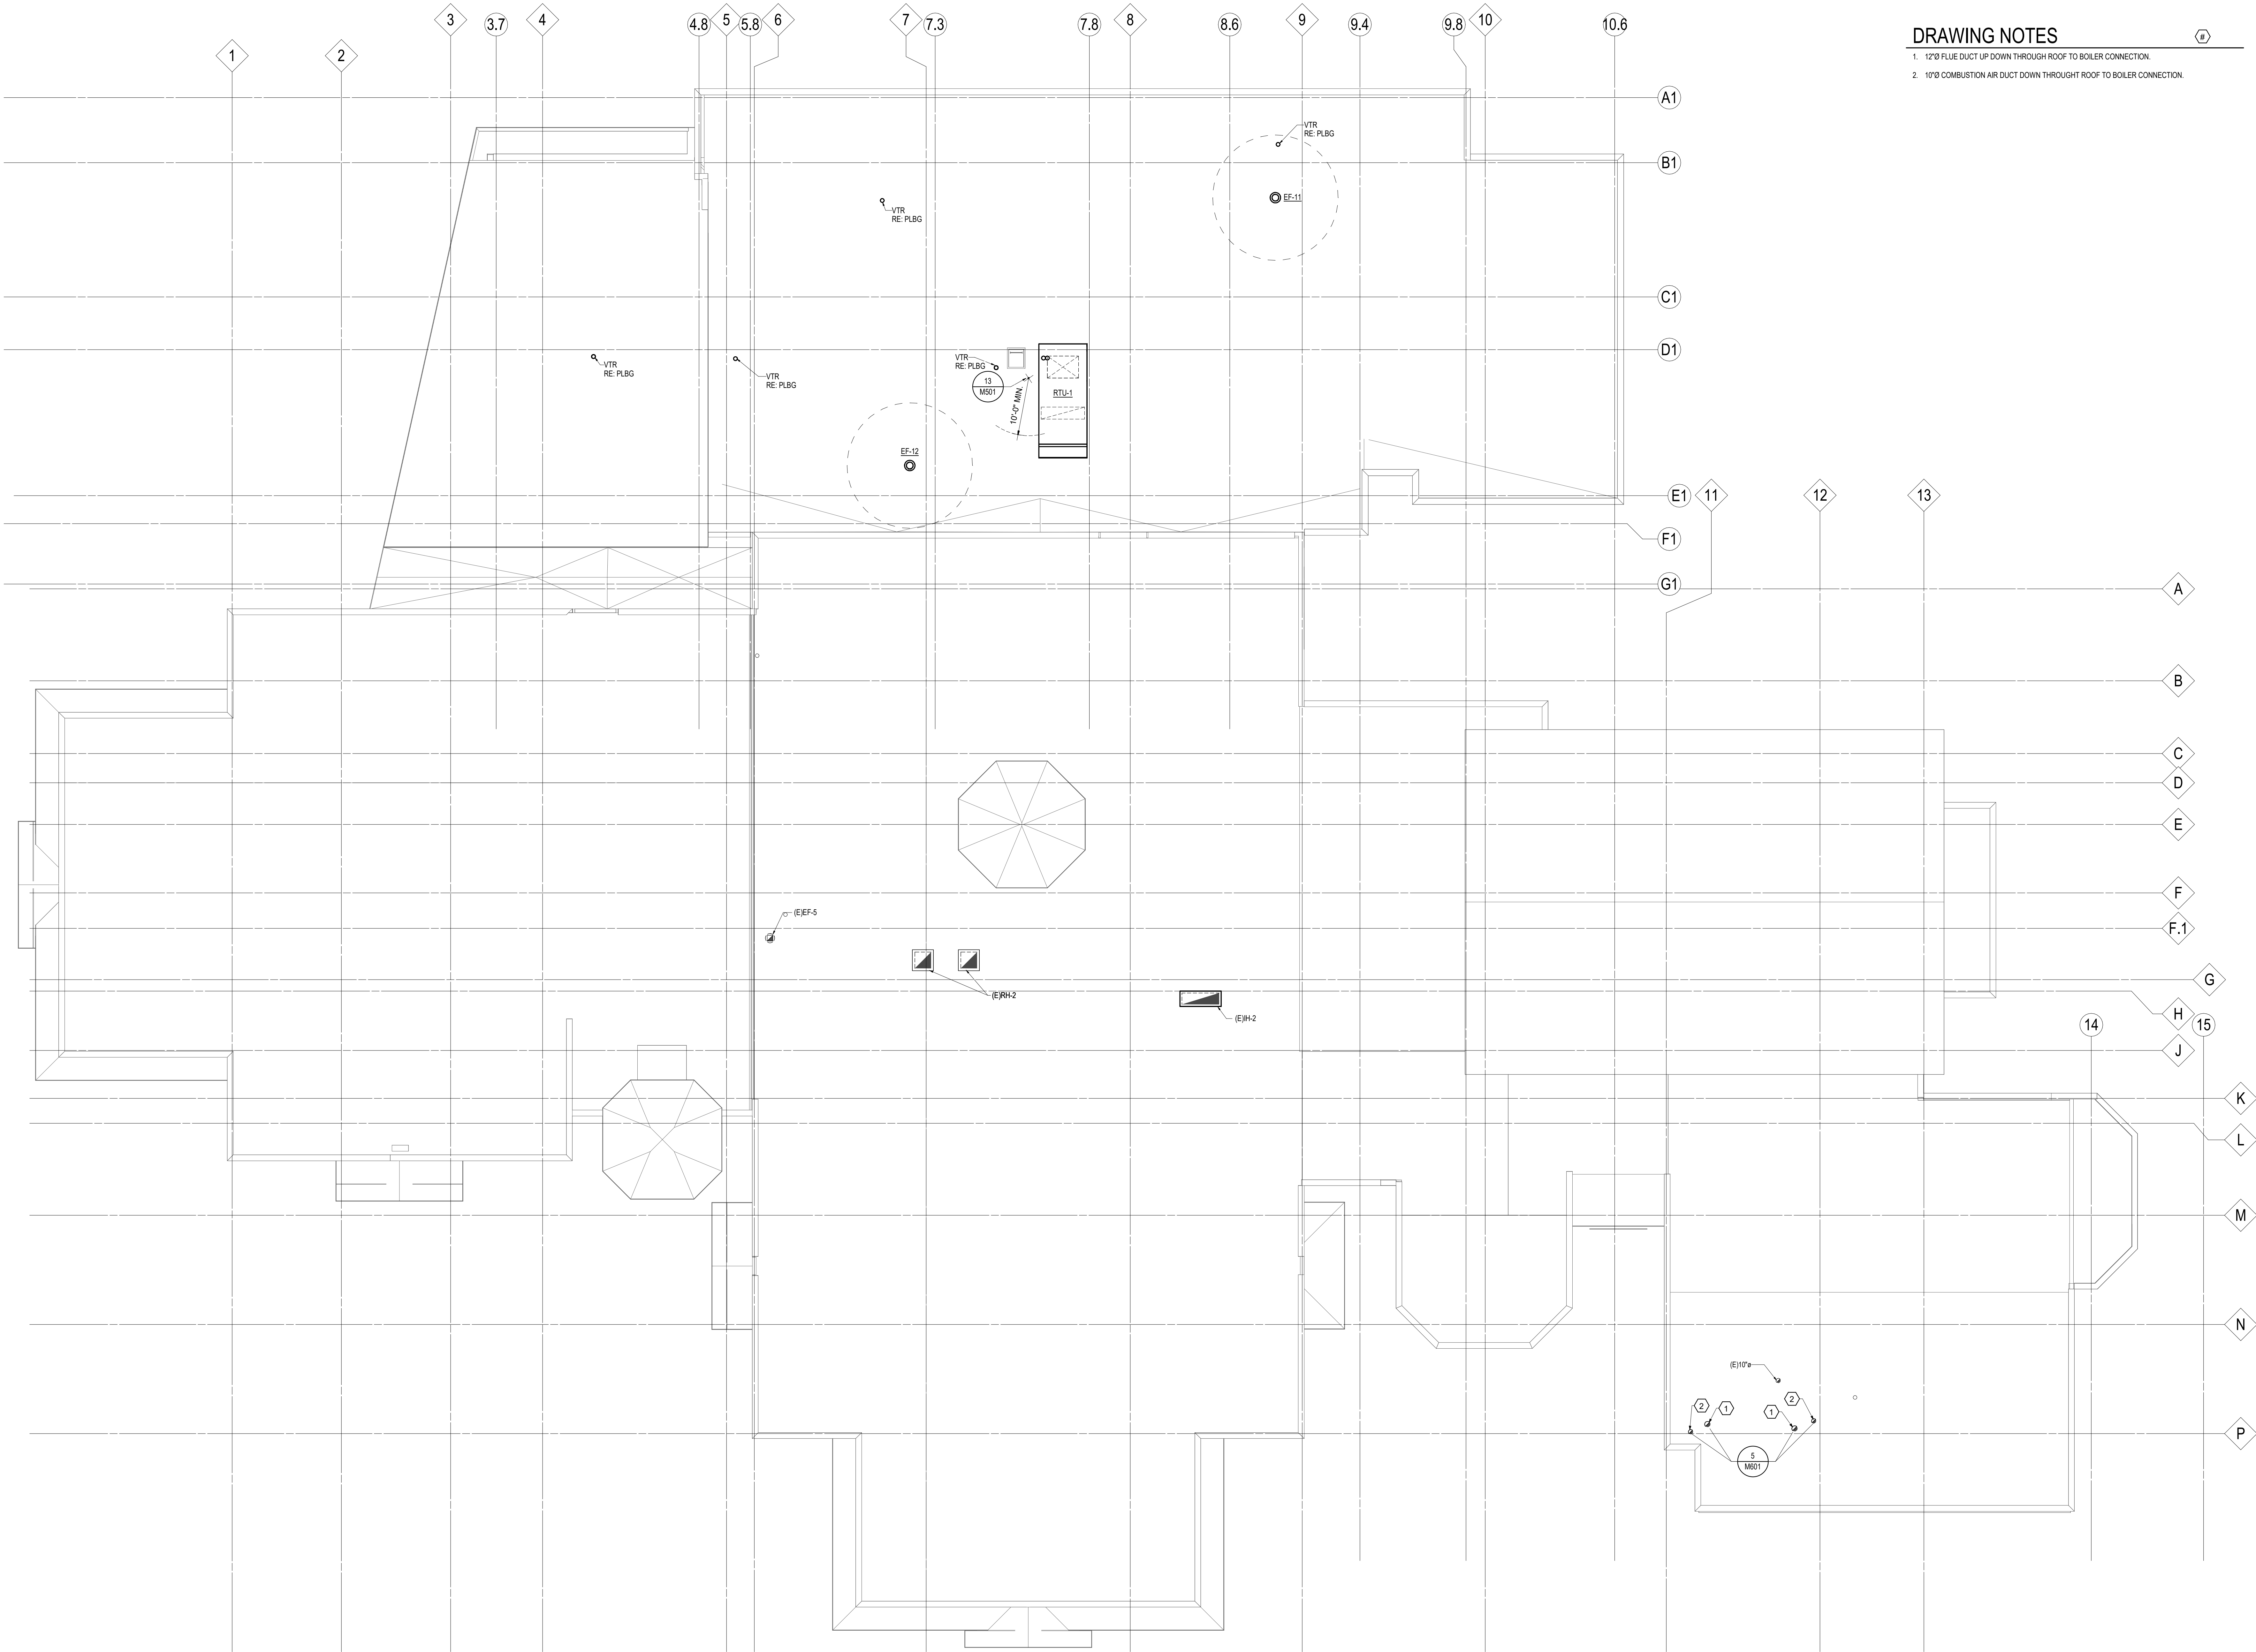 3
3.7
4
4.8
5
5.8
6
7
7.3
7.8
8
8.6
9
9.4
9.8
10
10.6
1
2
DRAWING NOTES
#
1. 12"Ø FLUE DUCT UP DOWN THROUGH ROOF TO BOILER CONNECTION.
2. 10"Ø COMBUSTION AIR DUCT DOWN THROUGHT ROOF TO BOILER CONNECTION.
A1
VTR
RE: PLBG
B1
EF-11
VTR
RE: PLBG
C1
D1
VTR
RE: PLBG
VTR
RE: PLBG
VTR
RE: PLBG
13
M501
10'-0" MIN.
RTU-1
EF-12
E1
11
12
13
F1
G1
A
B
C
D
E
F
(E)EF-5
F.1
G
(E)RH-2
H
(E)IH-2
14
15
J
K
L
M
N
(E)10"ø
2
1
1
2
P
5
M601